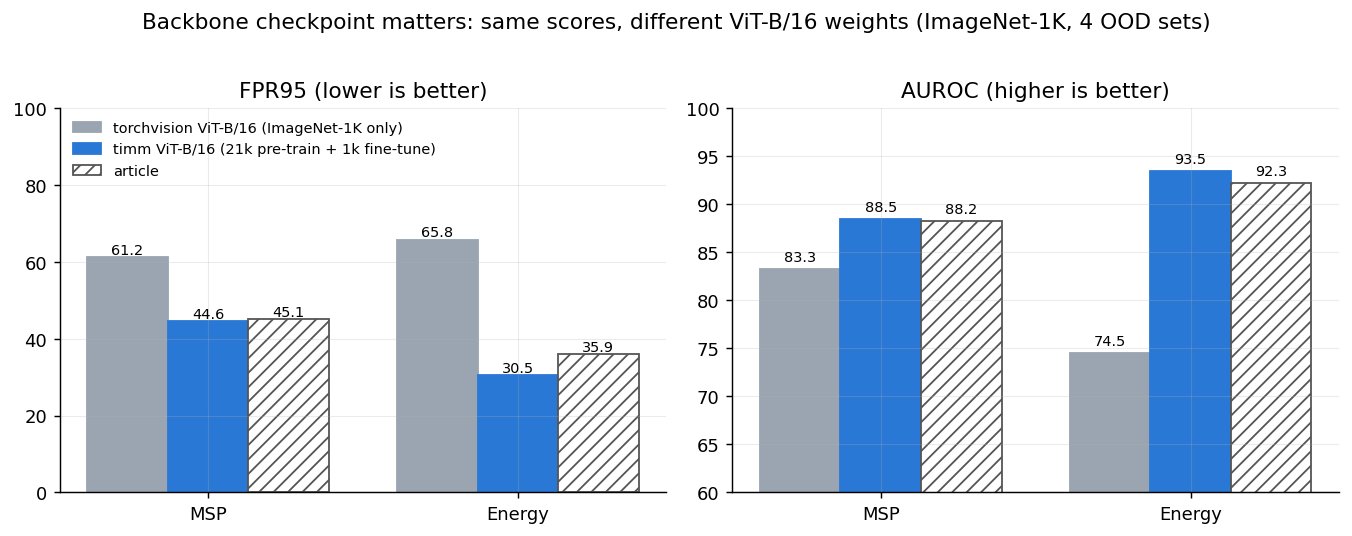 Backbone checkpoint matters: same scores, different ViT-B/16 weights (ImageNet-1K, 4 OOD sets)
FPR95 (lower is better)
100
80
60
40
20
0
torchvision ViT-B/16 (ImageNet-1K only)
timm ViT-B/16 (21k pre-train + 1k fine-tune)
article
61.2
44.6
45.1
65.8
30.5
35.9
MSP
Energy
AUROC (higher is better)
100
95
90
85
80
75
70
65
60
83.3
88.5
88.2
74.5
93.5
92.3
MSP
Energy